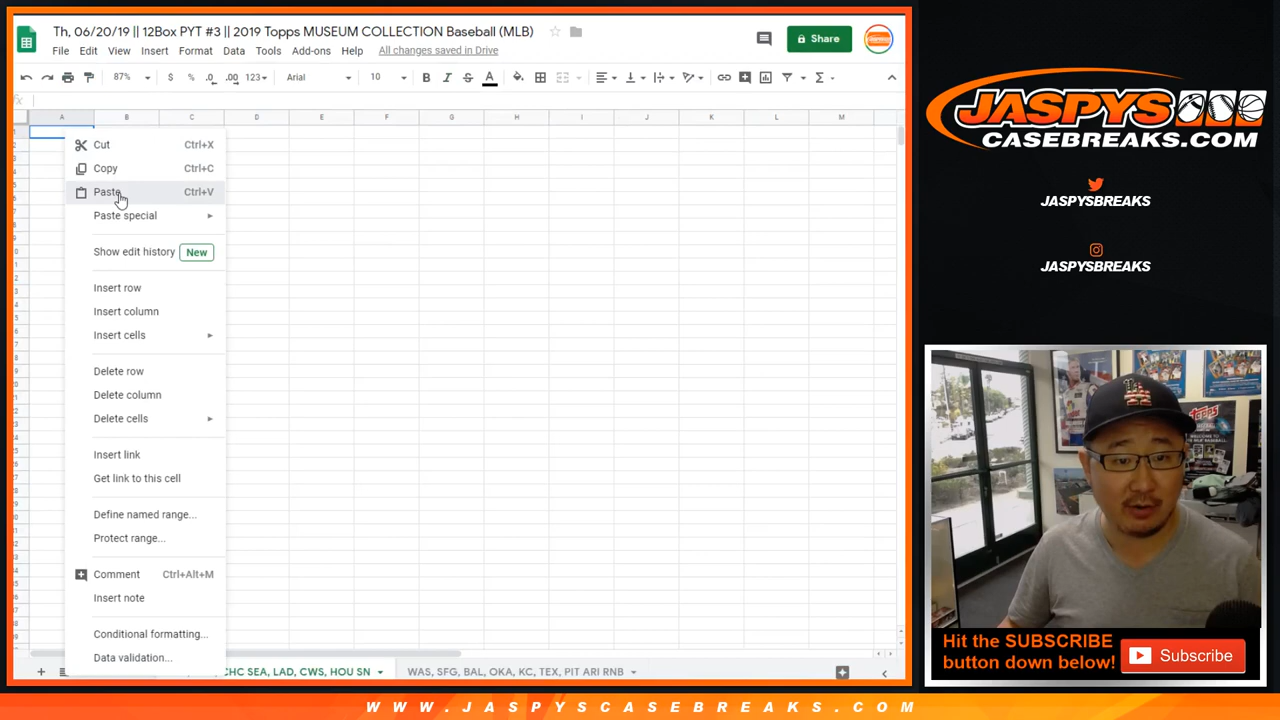 Th, 06/20/19 || 12Box PYT #3 || 2019 Topps MUSEUM COLLECTION Baseball (MLB)
File Edit View Insert Format Data Tools Add-ons Help All changes saved in Drive
Share
87% $ % .0 .00 123 Arial 10 B I S A
fx
A B C D E F G H I J K L M
Cut Ctrl+X
Copy Ctrl+C
Paste Ctrl+V
Paste special
Show edit history New
Insert row
Insert column
Insert cells
Delete row
Delete column
Delete cells
Insert link
Get link to this cell
Define named range...
Protect range...
Comment Ctrl+Alt+M
Insert note
Conditional formatting...
Data validation...
CHC SEA, LAD, CWS, HOU SN
WAS, SFG, BAL, OKA, KC, TEX, PIT ARI RNB
JASPYS
CASEBREAKS.COM
JASPYSBREAKS
JASPYSBREAKS
topps
Hit the SUBSCRIBE
button down below!
Subscribe
WWW.JASPYSCASEBREAKS.COM